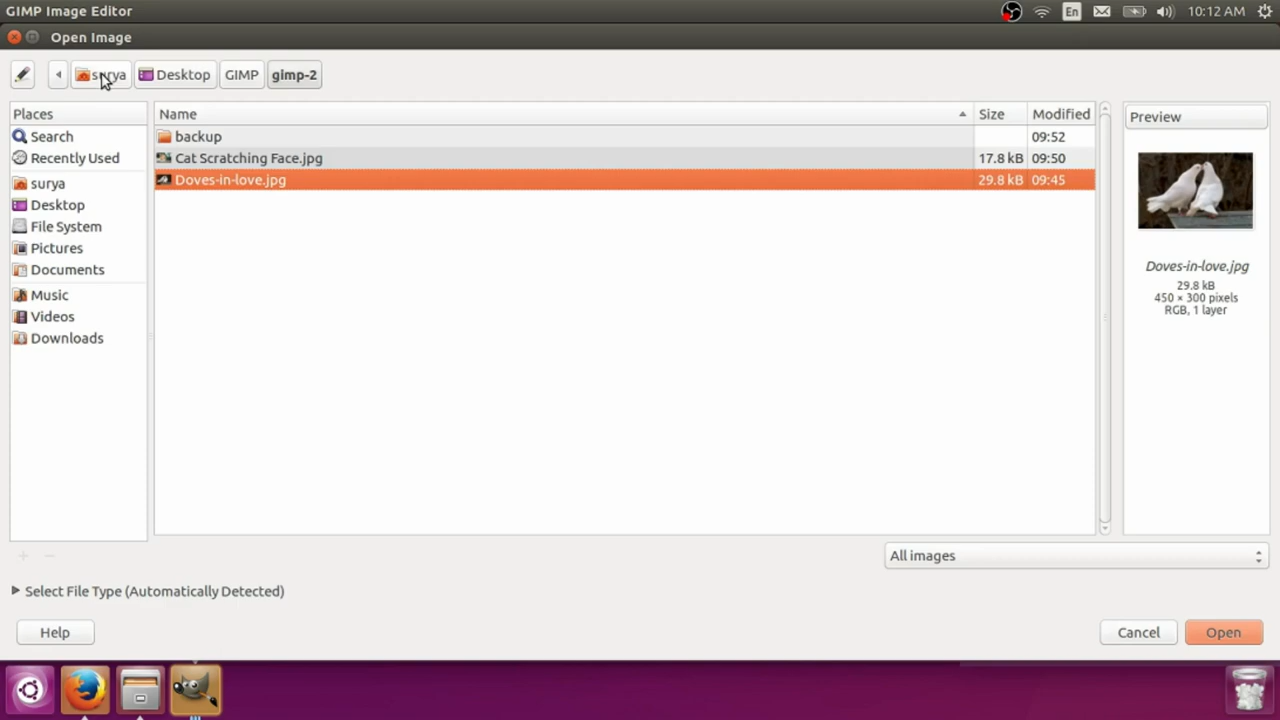 GIMP Image Editor
En
10:12 AM
Open Image
surya
Desktop
GIMP
gimp-2
Places
Search
Recently Used
surya
Desktop
File System
Pictures
Documents
Music
Videos
Downloads
Name Size Modified
backup 09:52
Cat Scratching Face.jpg 17.8 kB 09:50
Doves-in-love.jpg 29.8 kB 09:45
Preview
Doves-in-love.jpg
29.8 kB
450 × 300 pixels
RGB, 1 layer
All images
Select File Type (Automatically Detected)
Help
Cancel
Open